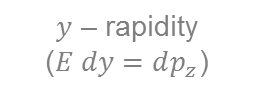 y – rapidity
(E dy = dp_z)